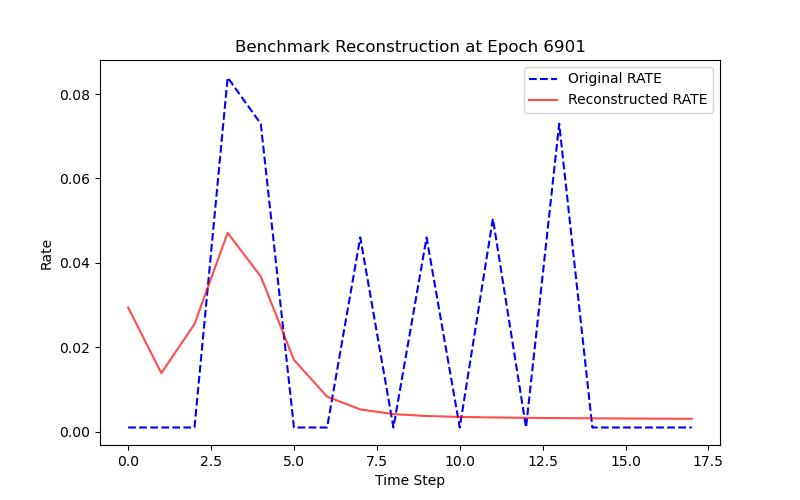 Benchmark Reconstruction at Epoch 6901
Original RATE
Reconstructed RATE
0.08
0.06
0.04
0.02
0.00
Rate
0.0 2.5 5.0 7.5 10.0 12.5 15.0 17.5
Time Step